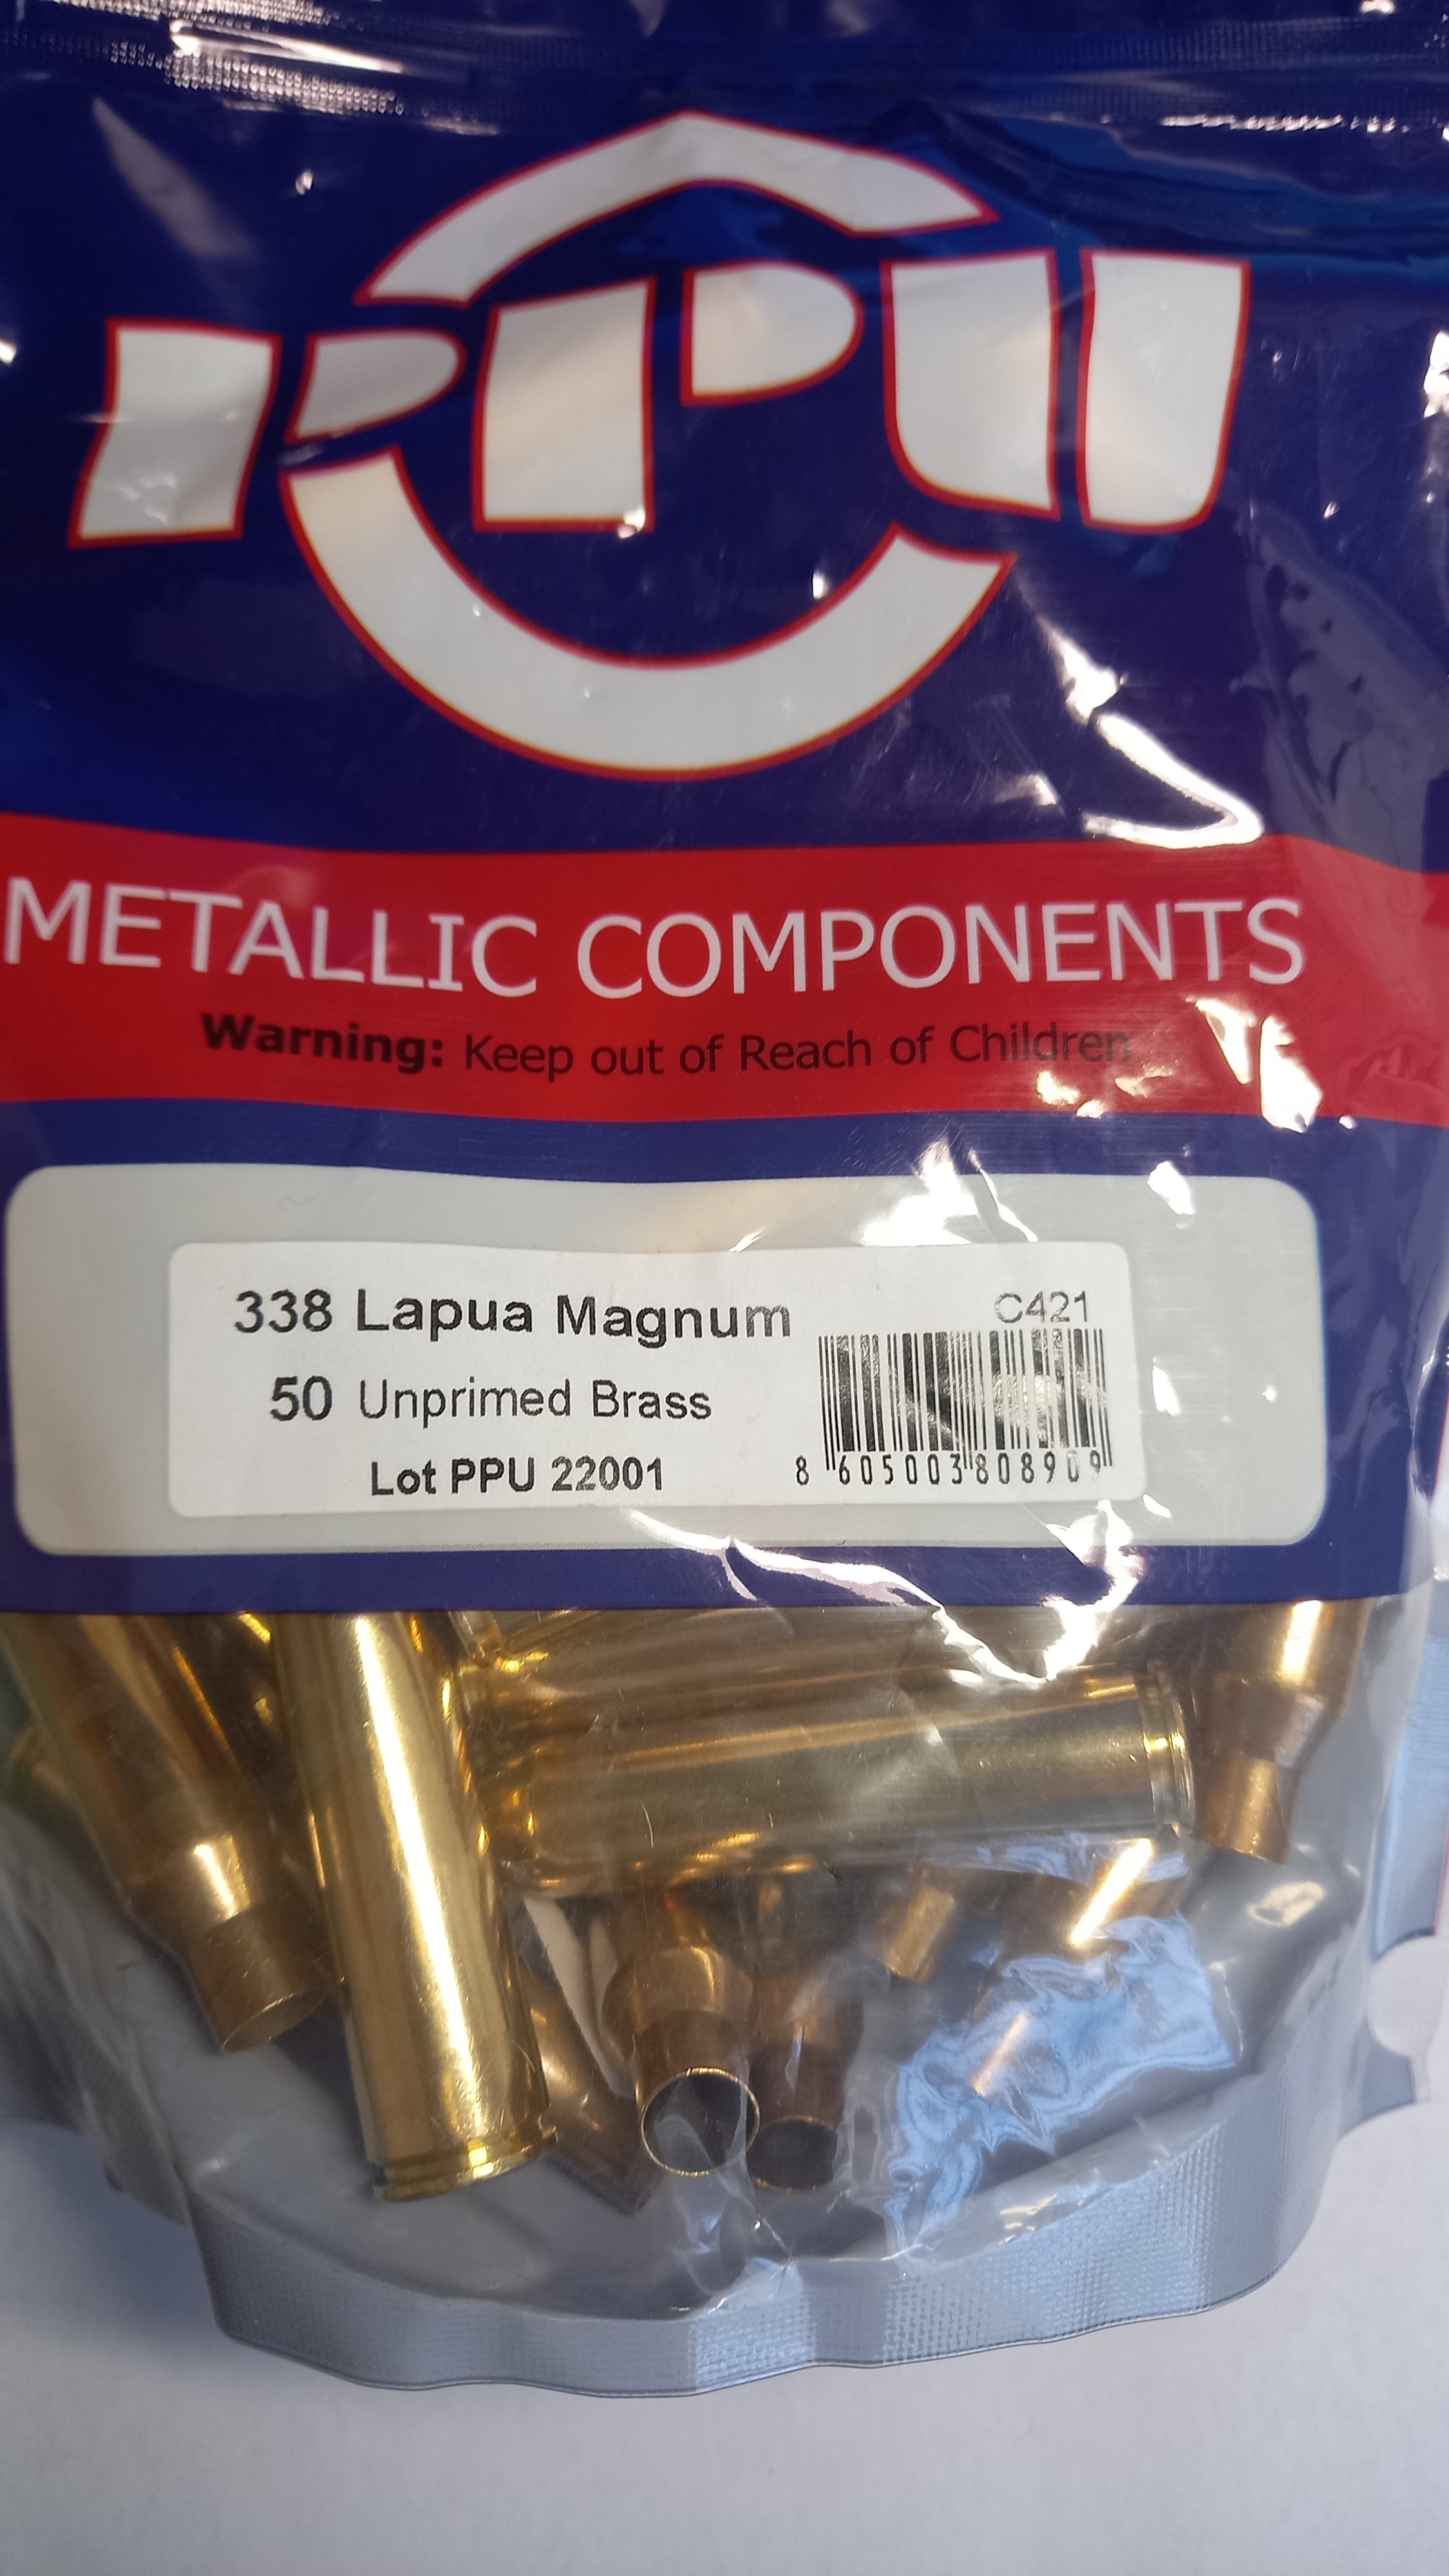 PPU
METALLIC COMPONENTS
Warning: Keep out of Reach of Children
338 Lapua Magnum
C421
50 Unprimed Brass
Lot PPU 22001
8 605003 808909